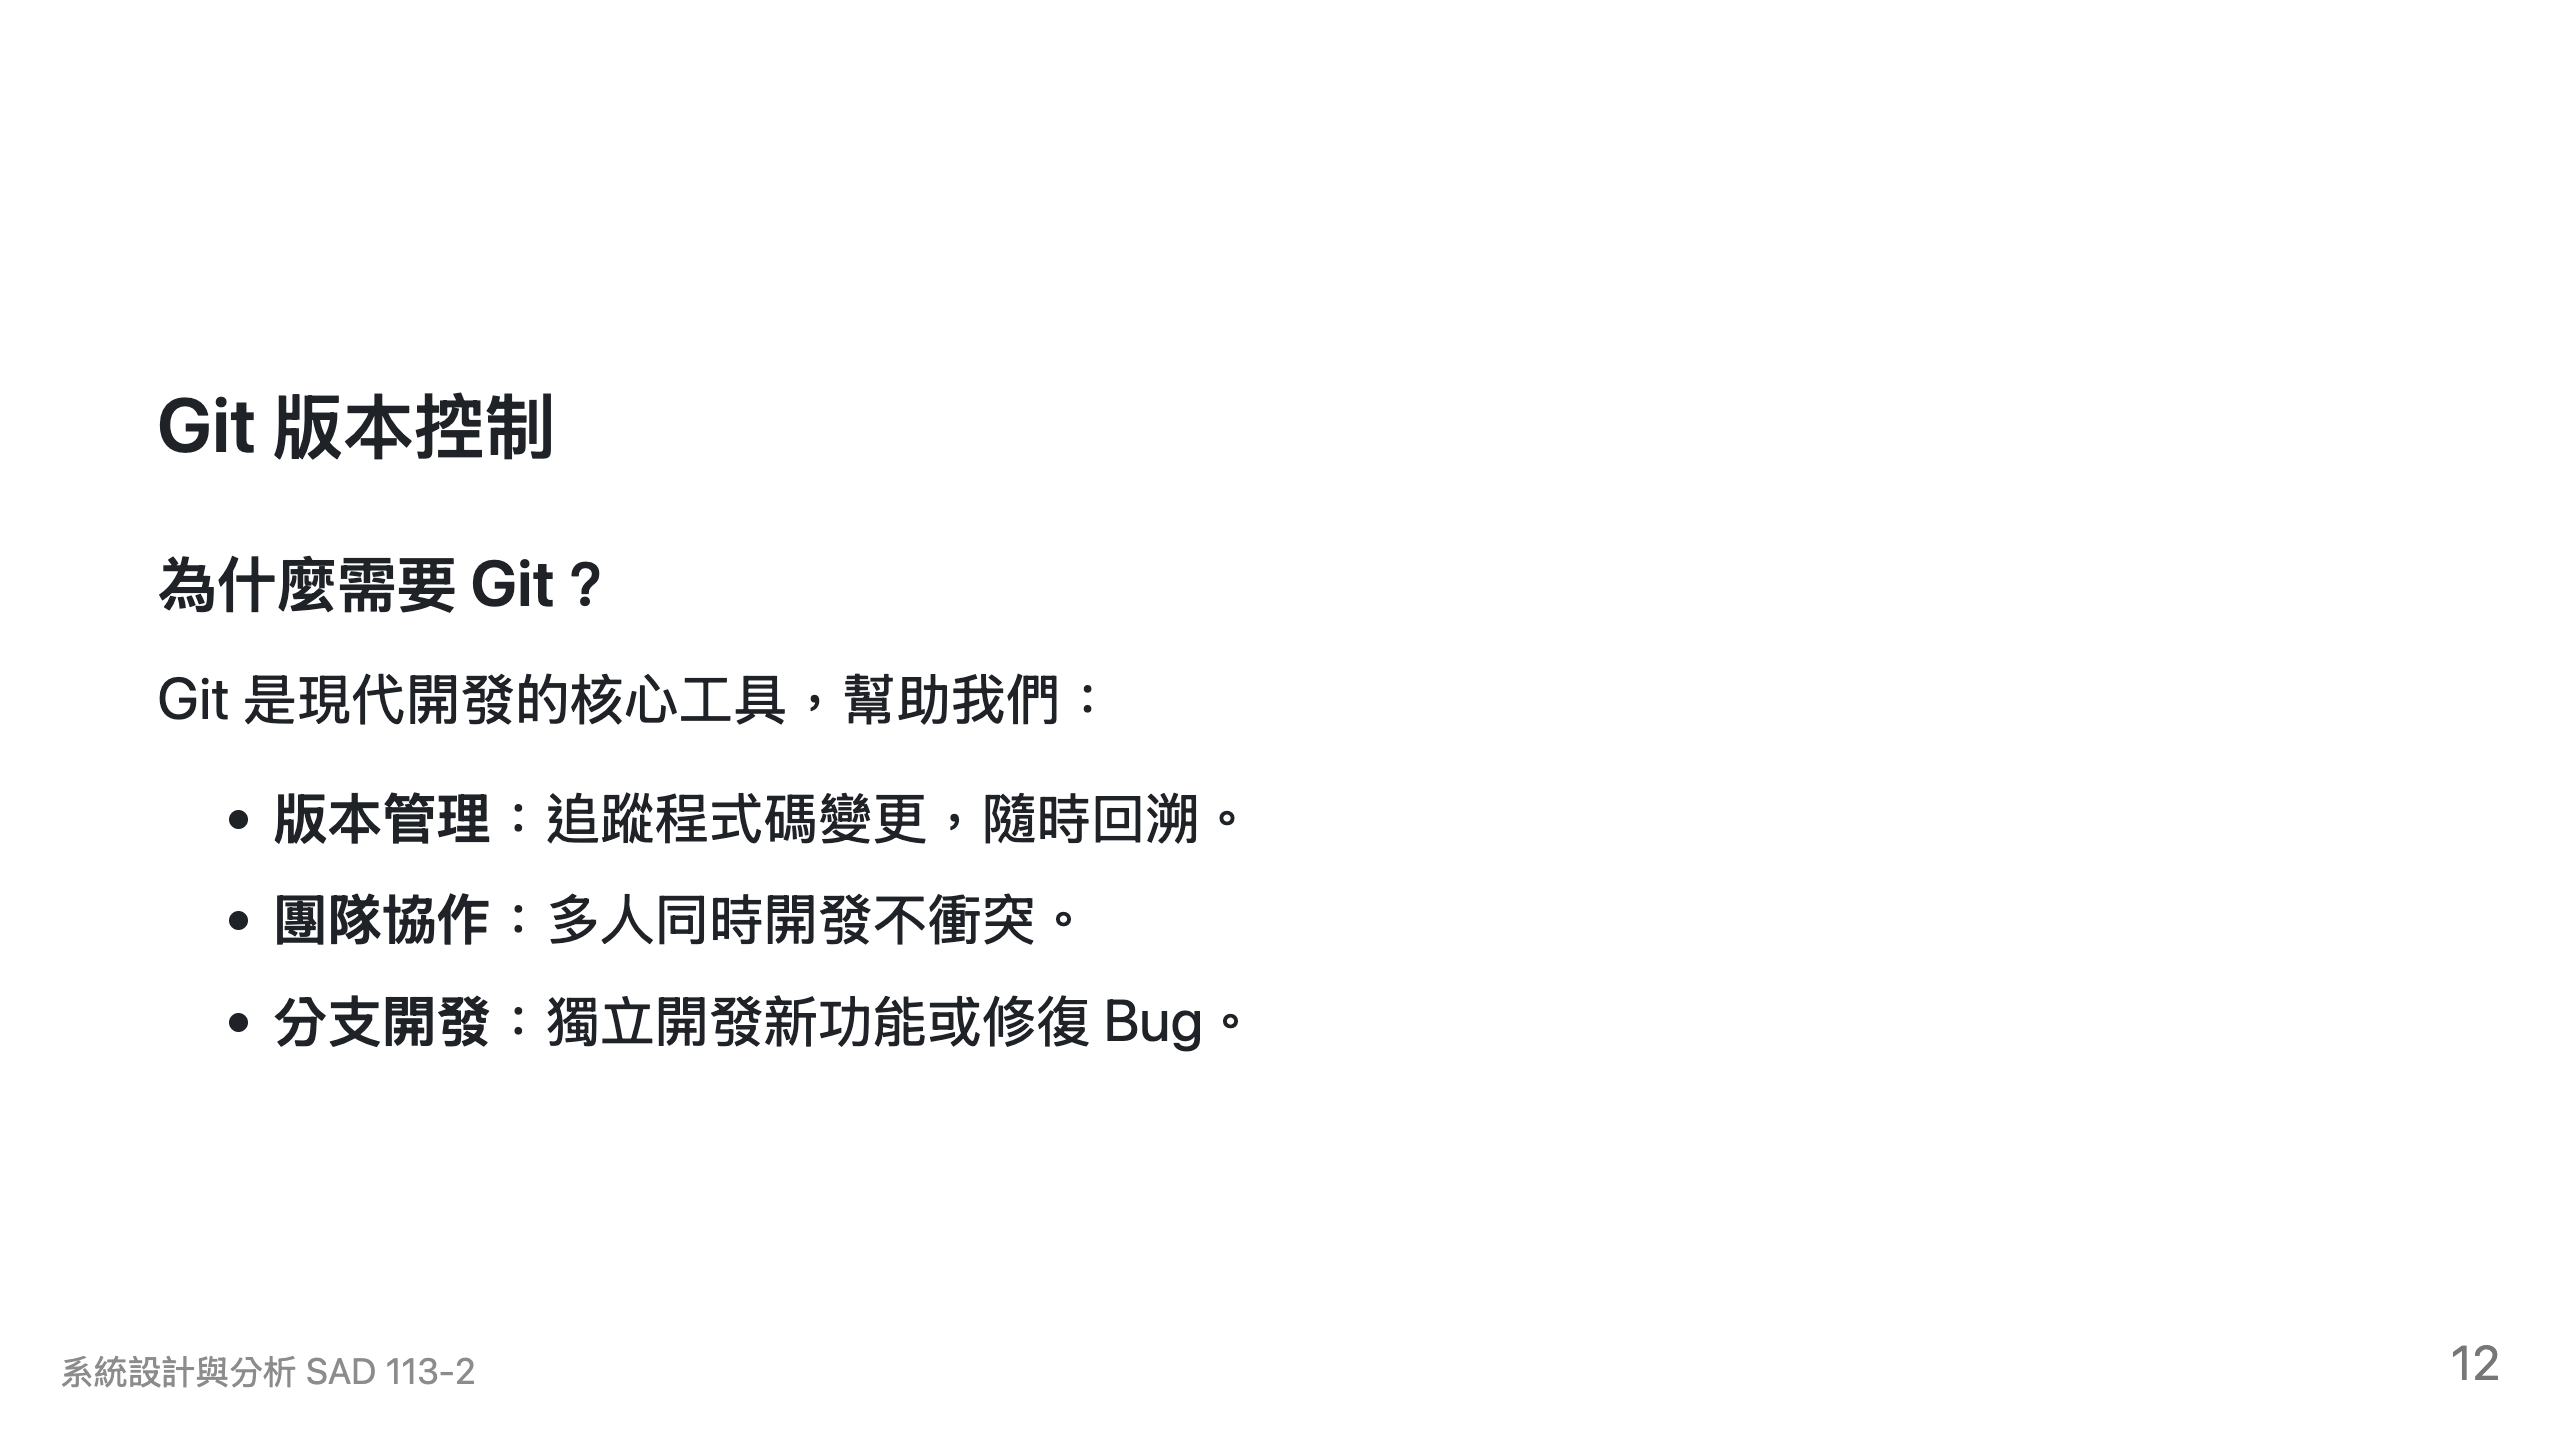 Git 版本控制
為什麼需要 Git ?
Git 是現代開發的核心工具，幫助我們：
• 版本管理：追蹤程式碼變更，隨時回溯。
• 團隊協作：多人同時開發不衝突。
• 分支開發：獨立開發新功能或修復 Bug。
系統設計與分析 SAD 113-2
12